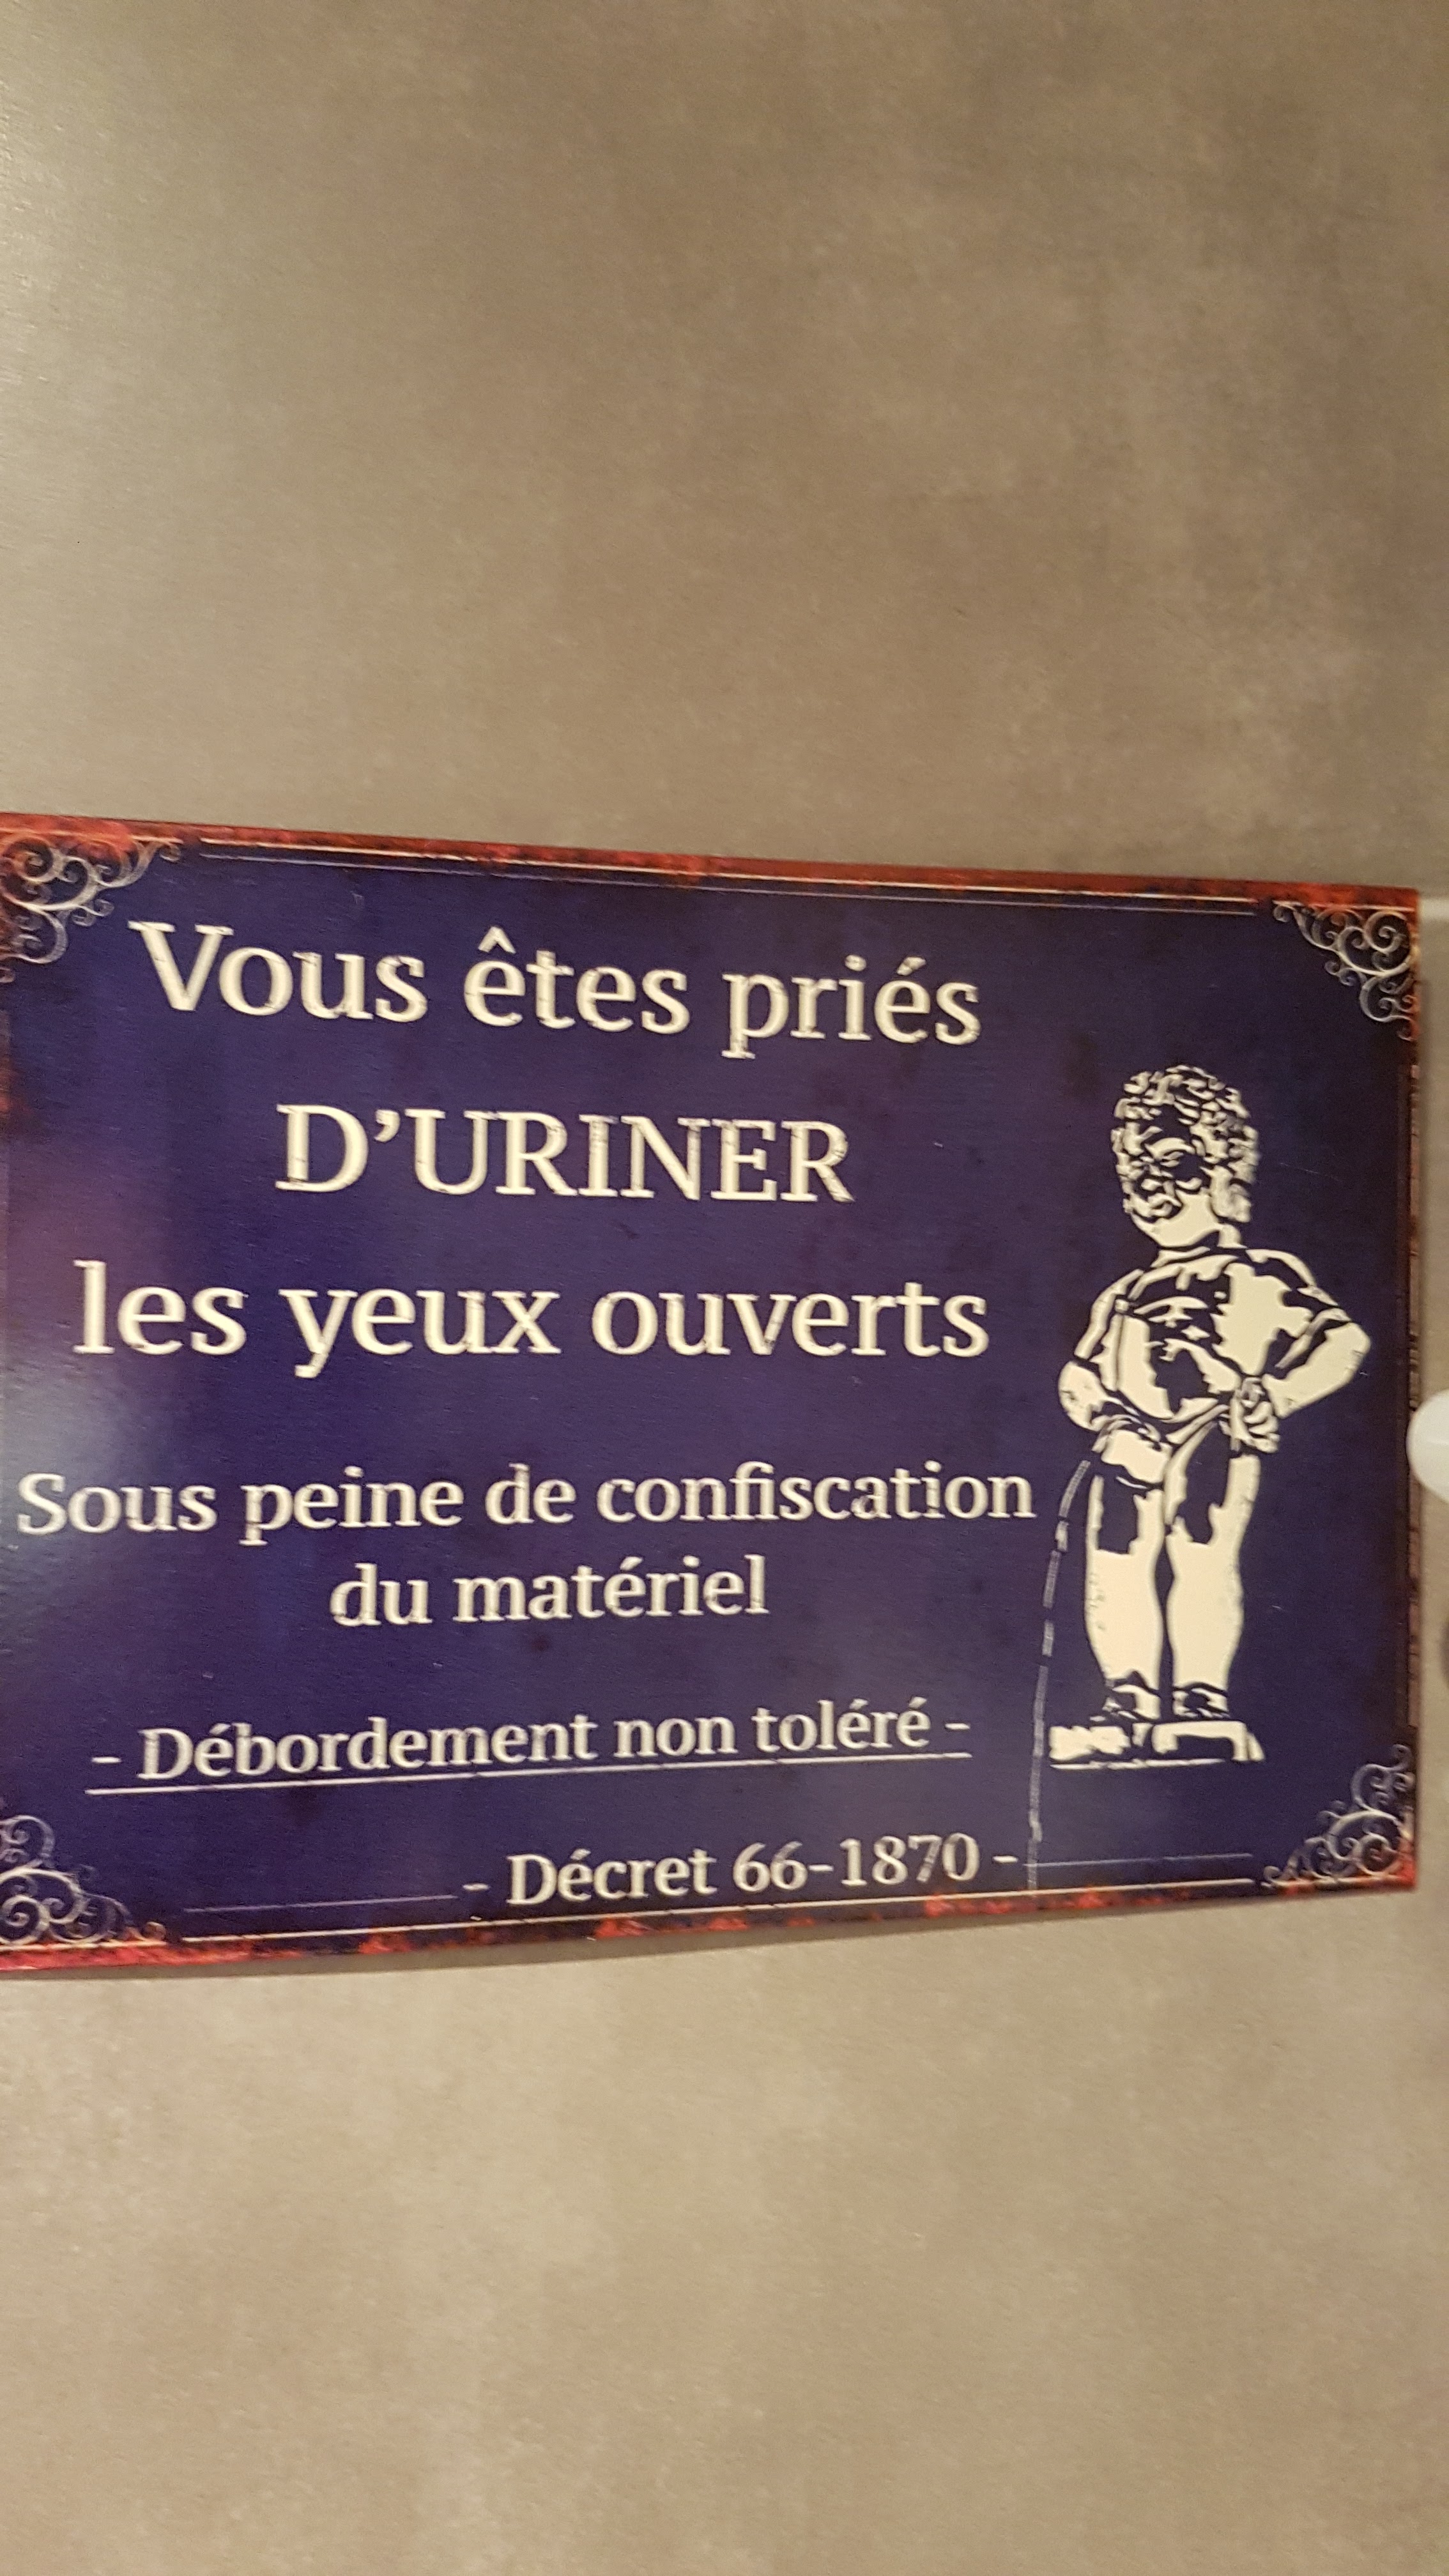 Vous êtes priés
D'URINER
les yeux ouverts
Sous peine de confiscation
du matériel
- Débordement non toléré -
- Décret 66-1870 -